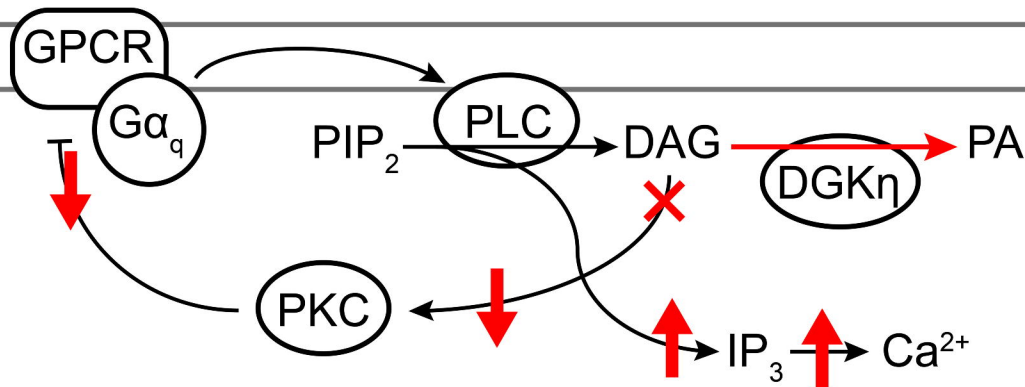 GPCR
Gαq
PIP2
PLC
DAG
DGKη
PA
PKC
IP3
Ca2+